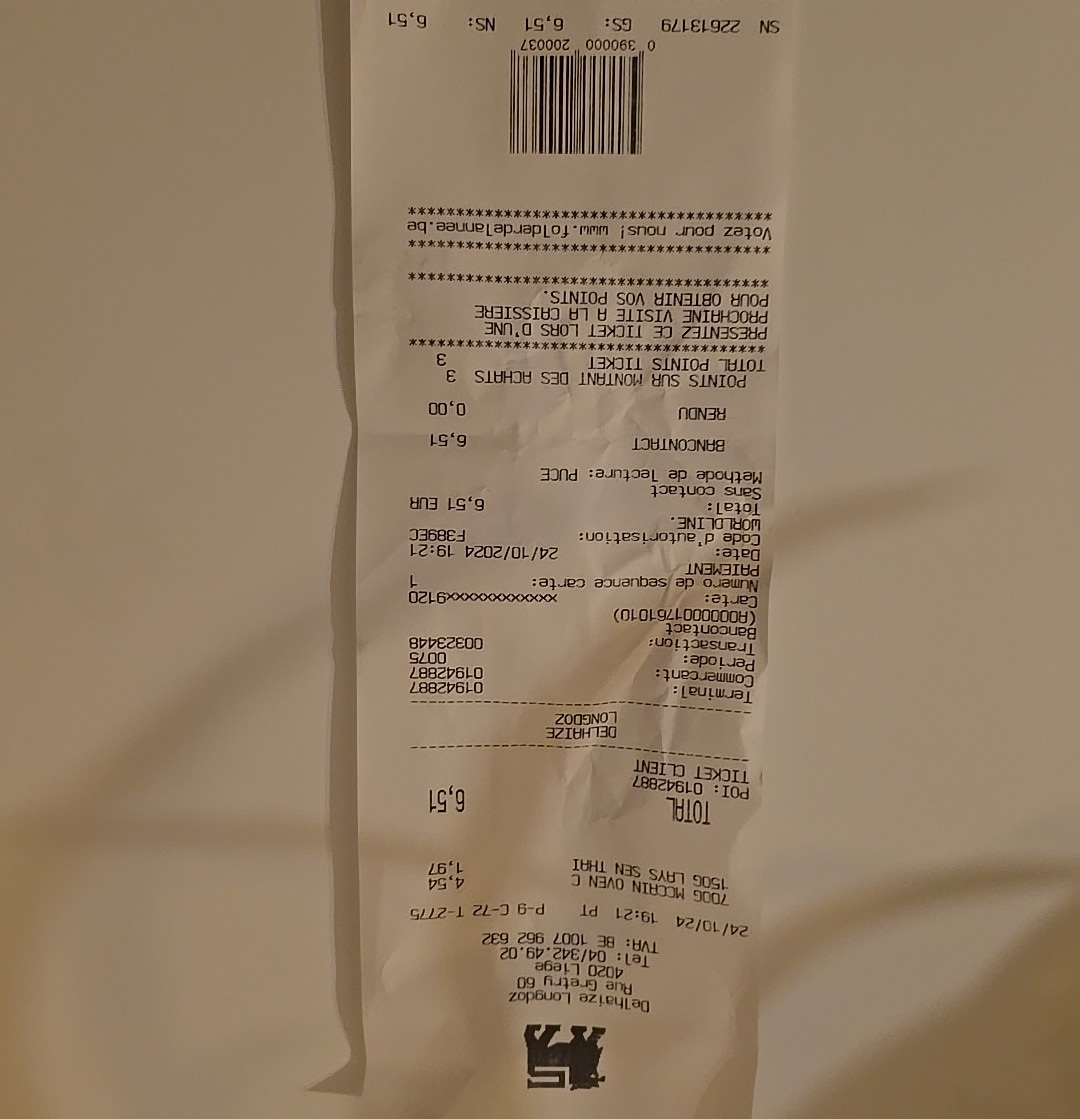 Delhaize Longdoz
Rue Gretry 60
4020 Liege
Tel: 04/342.49.02
TVA: BE 1007 962 632
24/10/24 19:21 PT P-9 C-72 T-2775
700G MCCAIN OVEN C 4,54
150G LAYS SEN THAI 1,97
TOTAL 6,51
POI: 01942887
TICKET CLIENT
--------------------------------------
DELHAIZE
LONGDOZ
--------------------------------------
Terminal: 01942887
Commercant: 01942887
Periode: 0075
Transaction: 00323448
Bancontact
(A0000001761010)
Carte: xxxxxxxxxxxxx9120
Numero de sequence carte: 1
PAIEMENT
Date: 24/10/2024 19:21
Code d'autorisation: F389EC
WORLDLINE.
Total: 6,51 EUR
Sans contact
Methode de lecture: PUCE
BANCONTACT 6,51
RENDU 0,00
POINTS SUR MONTANT DES ACHATS 3
TOTAL POINTS TICKET 3
**************************************
PRESENTEZ CE TICKET LORS D'UNE
PROCHAINE VISITE A LA CAISSIERE
POUR OBTENIR VOS POINTS.
**************************************
**************************************
Votez pour nous! www.folderdelannee.be
**************************************
0 390000 200037
SN 22613179 GS: 6,51 NS: 6,51